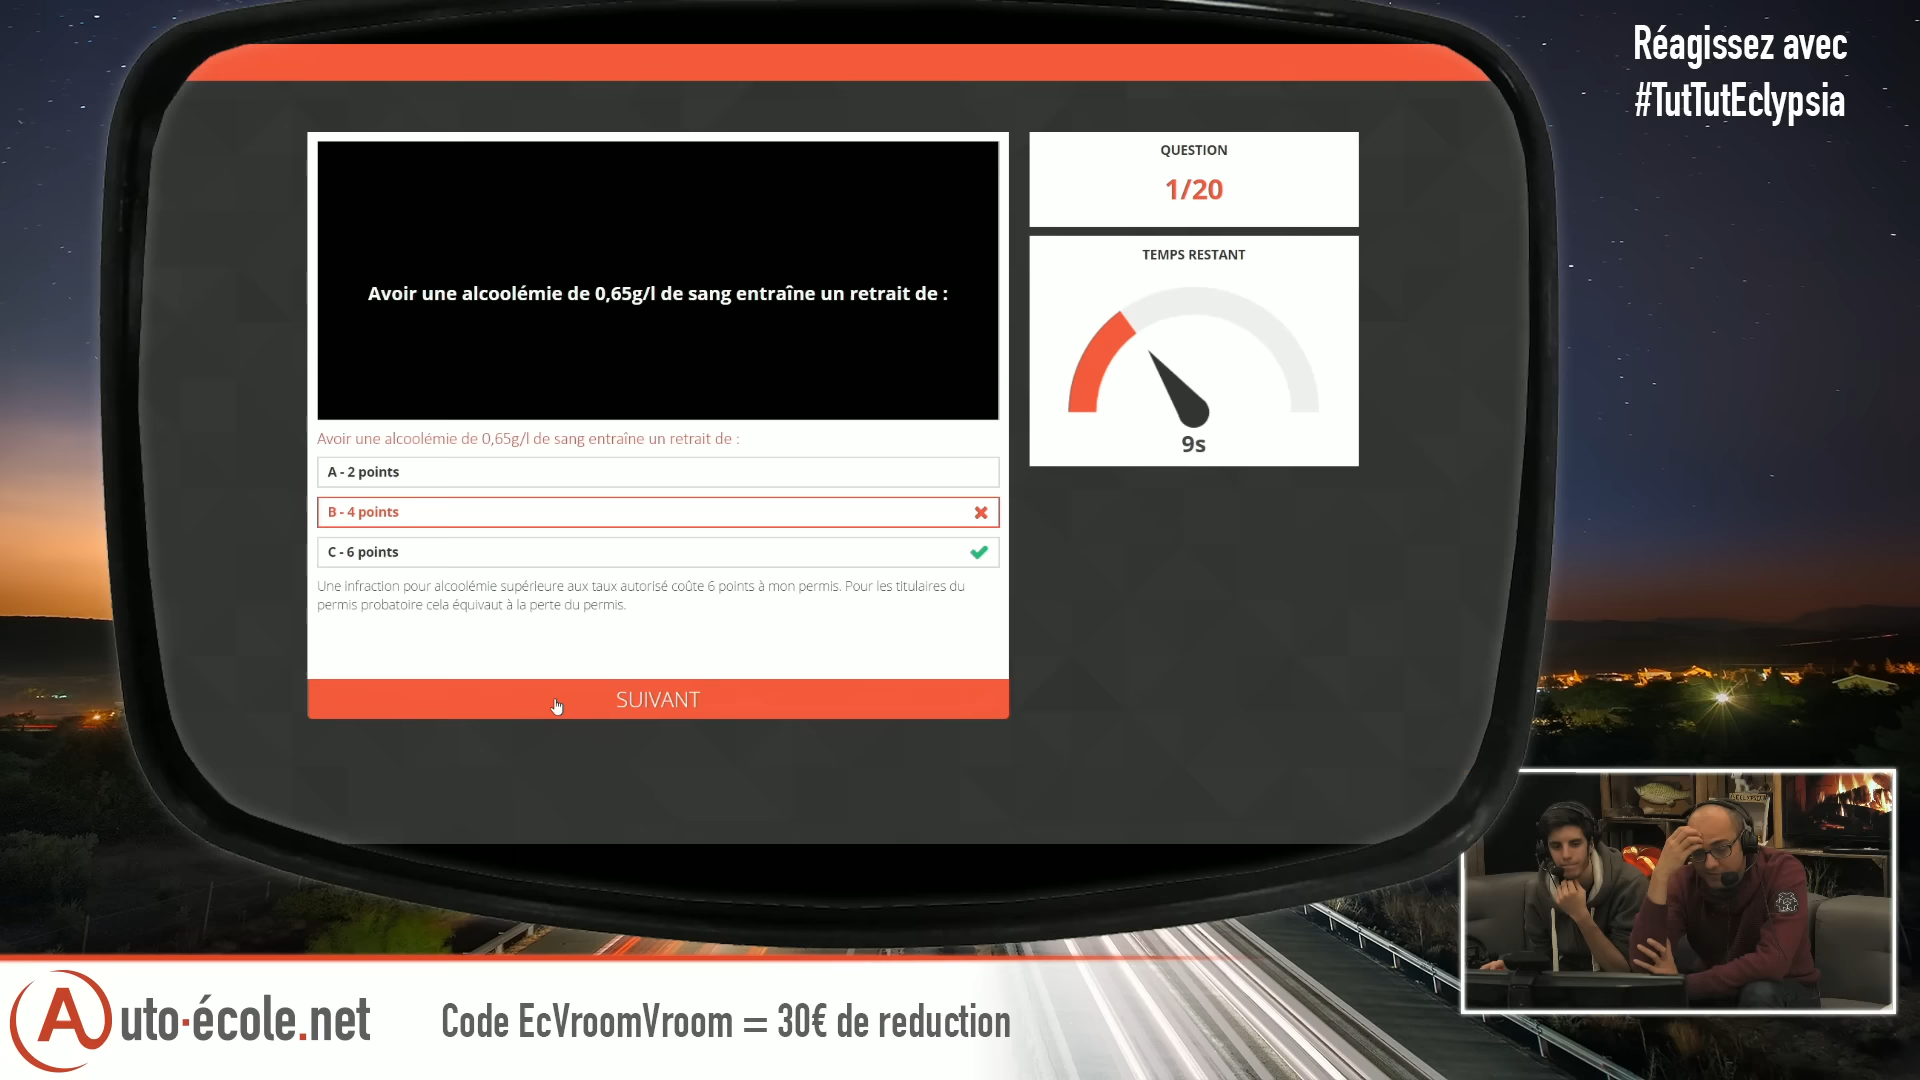 Réagissez avec
#TutTutEclypsia
QUESTION
1/20
TEMPS RESTANT
9s
Avoir une alcoolémie de 0,65g/l de sang entraîne un retrait de :
Avoir une alcoolémie de 0,65g/l de sang entraîne un retrait de :
A - 2 points
B - 4 points
C - 6 points
Une infraction pour alcoolémie supérieure aux taux autorisé coûte 6 points à mon permis. Pour les titulaires du
permis probatoire cela équivaut à la perte du permis.
SUIVANT
Auto·école.net
Code EcVroomVroom = 30€ de reduction